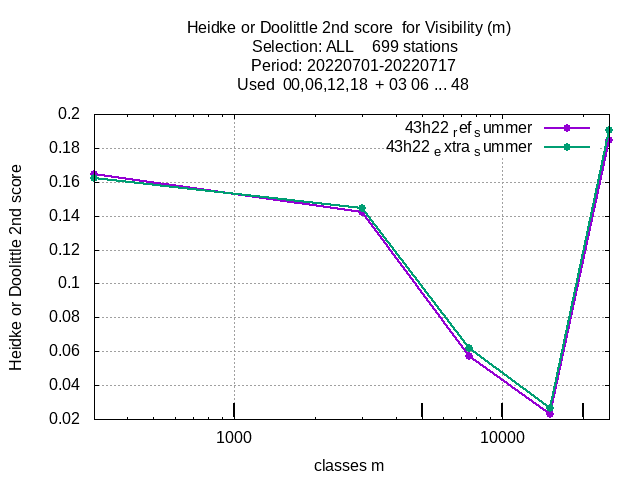 Heidke or Doolittle 2nd score  for Visibility (m)
Selection: ALL    699 stations
Period: 20220701-20220717
Used  00,06,12,18  + 03 06 ... 48
43h22 ref summer
43h22 extra summer
0.2
0.18
0.16
0.14
0.12
0.1
0.08
0.06
0.04
0.02
Heidke or Doolittle 2nd score
1000 10000
classes m